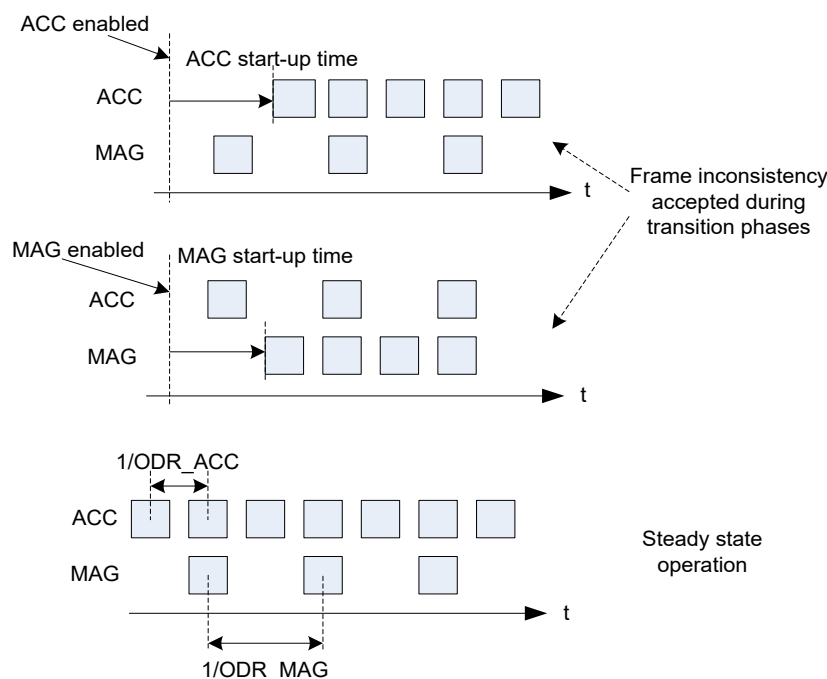 ACC enabled
ACC start-up time
ACC
MAG
t
Frame inconsistency
accepted during
transition phases
MAG enabled
MAG start-up time
ACC
MAG
t
1/ODR_ACC
ACC
MAG
t
1/ODR_MAG
Steady state
operation